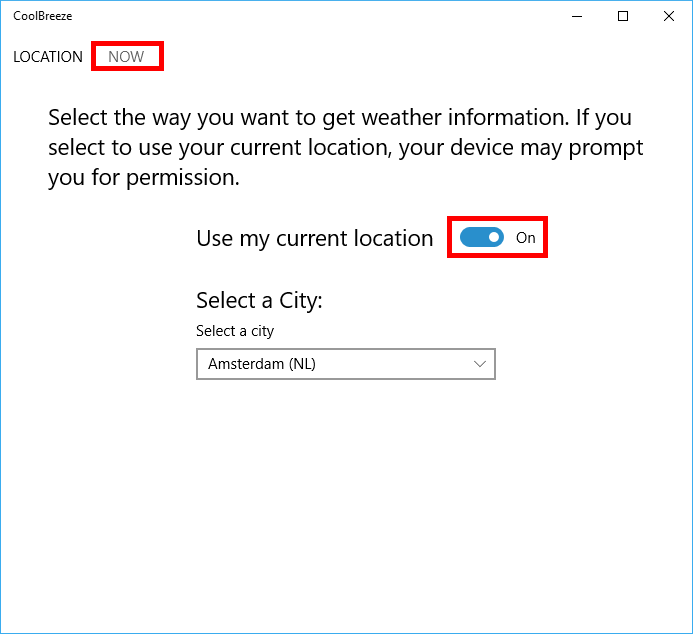 CoolBreeze
LOCATION NOW
Select the way you want to get weather information. If you
select to use your current location, your device may prompt
you for permission.
Use my current location On
Select a City:
Select a city
Amsterdam (NL)